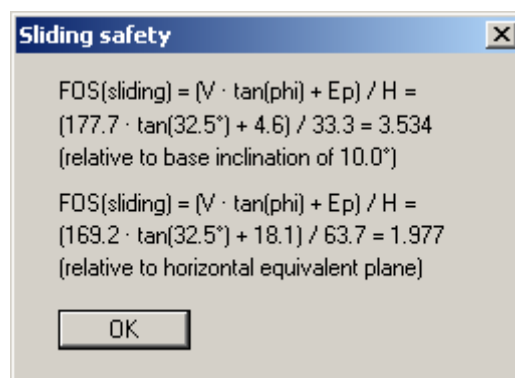 Sliding safety
FOS(sliding) = (V · tan(phi) + Ep) / H =
(177.7 · tan(32.5°) + 4.6) / 33.3 = 3.534
(relative to base inclination of 10.0°)
FOS(sliding) = (V · tan(phi) + Ep) / H =
(169.2 · tan(32.5°) + 18.1) / 63.7 = 1.977
(relative to horizontal equivalent plane)
OK